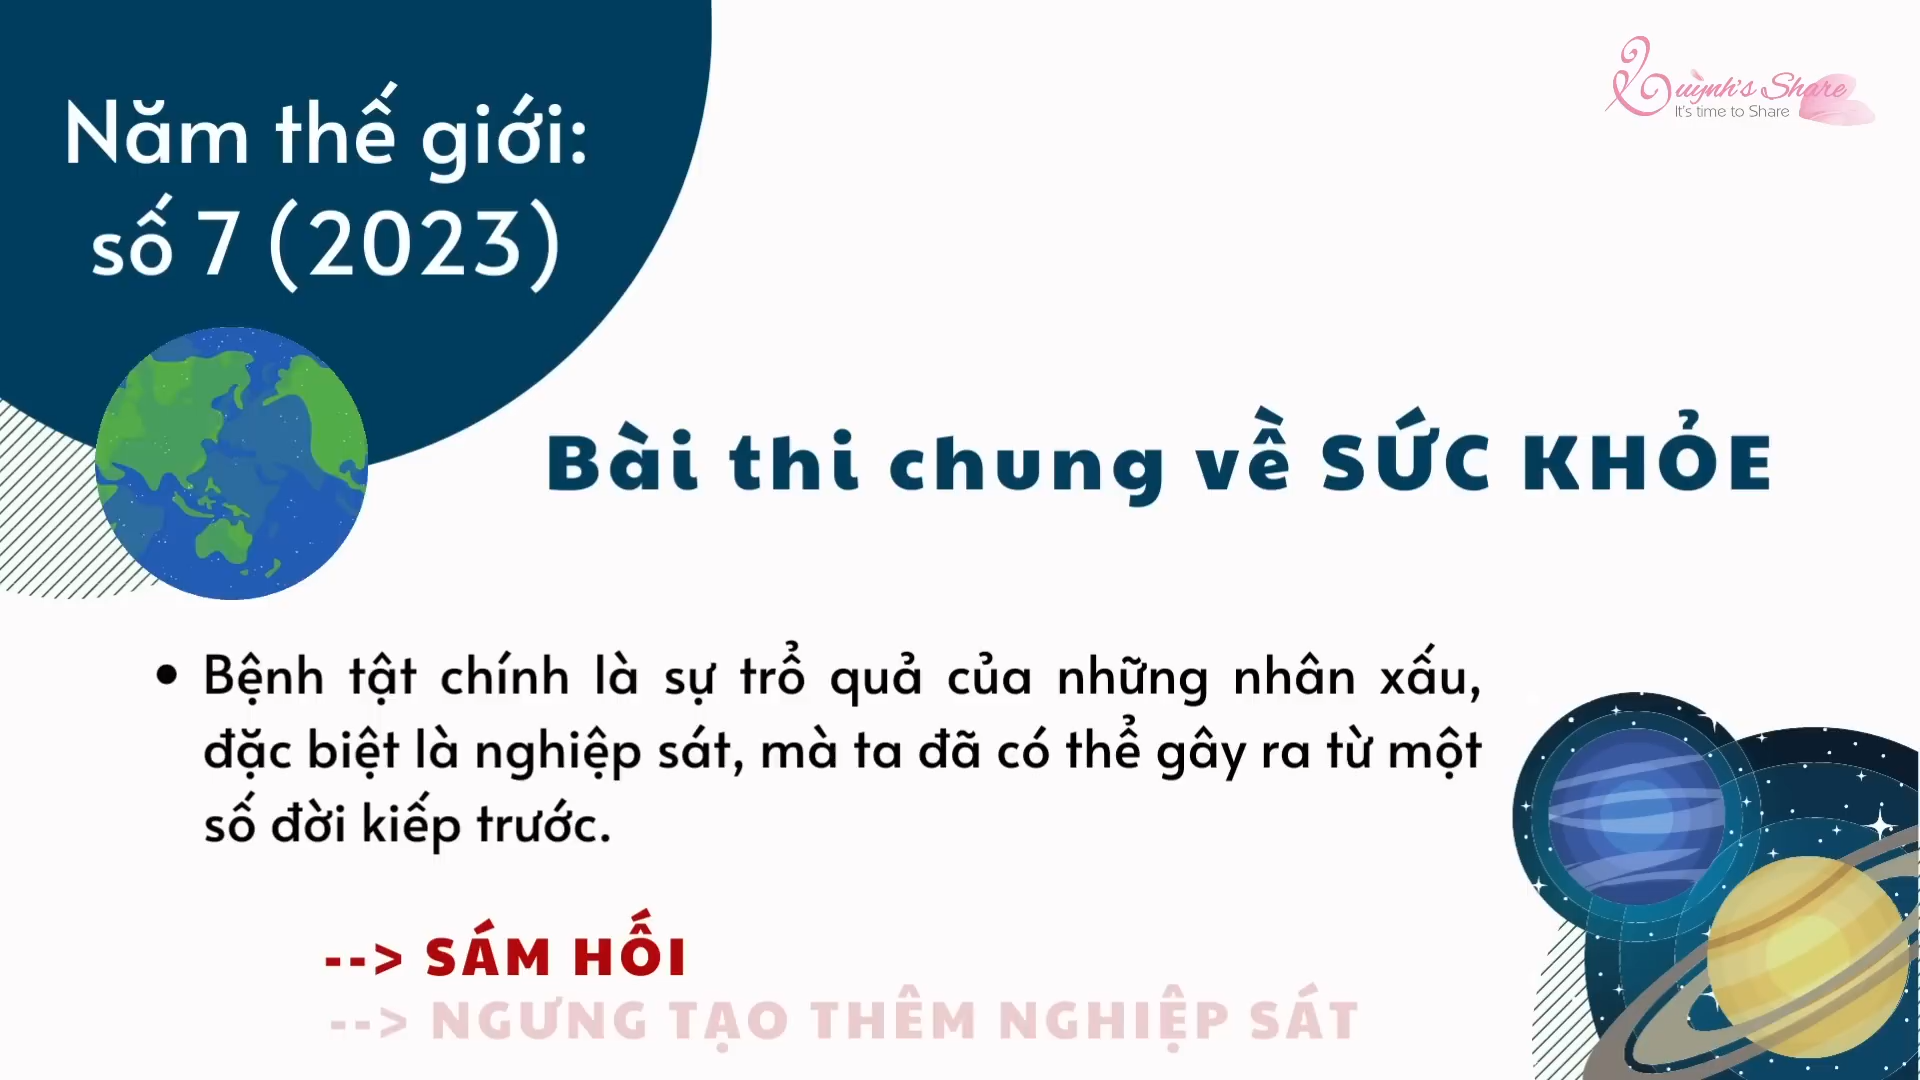 Năm thế giới:
số 7 (2023)
Quỳnh's Share
It's time to Share
Bài thi chung về SỨC KHỎE
• Bệnh tật chính là sự trổ quả của những nhân xấu,
đặc biệt là nghiệp sát, mà ta đã có thể gây ra từ một
số đời kiếp trước.
--> SÁM HỐI
--> NGƯNG TẠO THÊM NGHIỆP SÁT